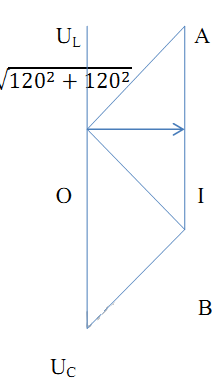 U_L A
√120² + 120²
O I
B
U_C